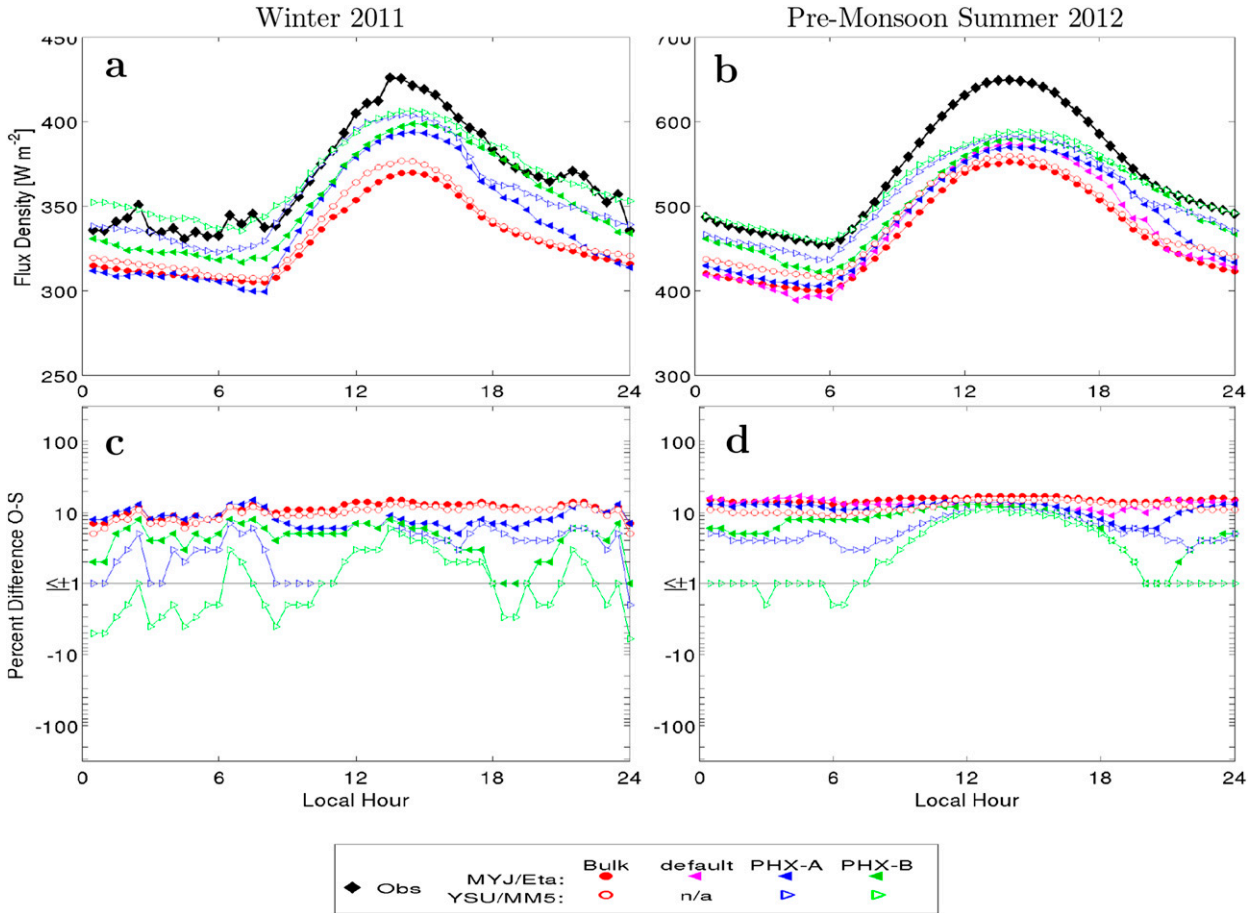 Winter 2011
Pre-Monsoon Summer 2012
a
b
Flux Density [W m-2]
450
400
350
300
250
0 6 12 18 24
700
600
500
400
300
0 6 12 18 24
c
d
Percent Difference O-S
100
10
≤±1
-10
-100
0 6 12 18 24
Local Hour
100
10
≤±1
-10
-100
0 6 12 18 24
Local Hour
Bulk default PHX-A PHX-B
Obs MYJ/Eta:
YSU/MM5: n/a